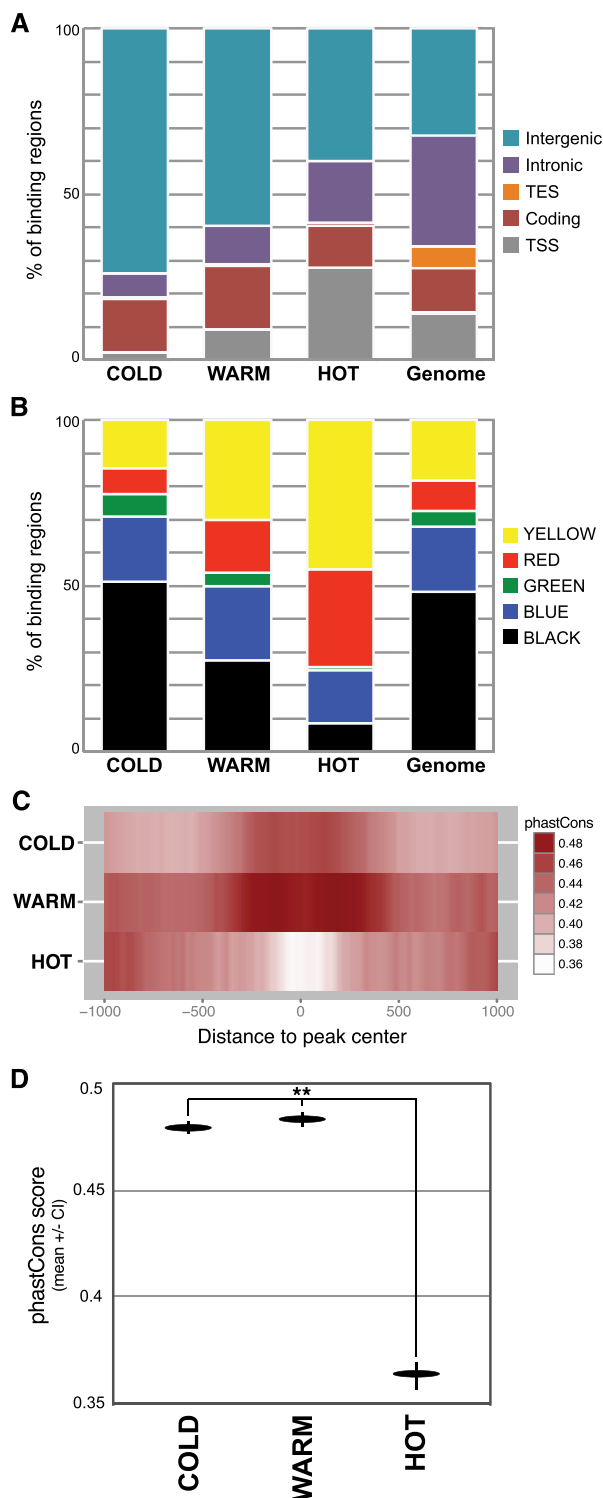 A
100
50
0
% of binding regions
COLD
WARM
HOT
Genome
Intergenic
Intronic
TES
Coding
TSS
B
100
50
0
% of binding regions
COLD
WARM
HOT
Genome
YELLOW
RED
GREEN
BLUE
BLACK
C
COLD
WARM
HOT
−1000
−500
0
500
1000
Distance to peak center
phastCons
0.48
0.46
0.44
0.42
0.40
0.38
0.36
D
0.5
0.45
0.4
0.35
phastCons score
(mean +/- CI)
**
COLD
WARM
HOT